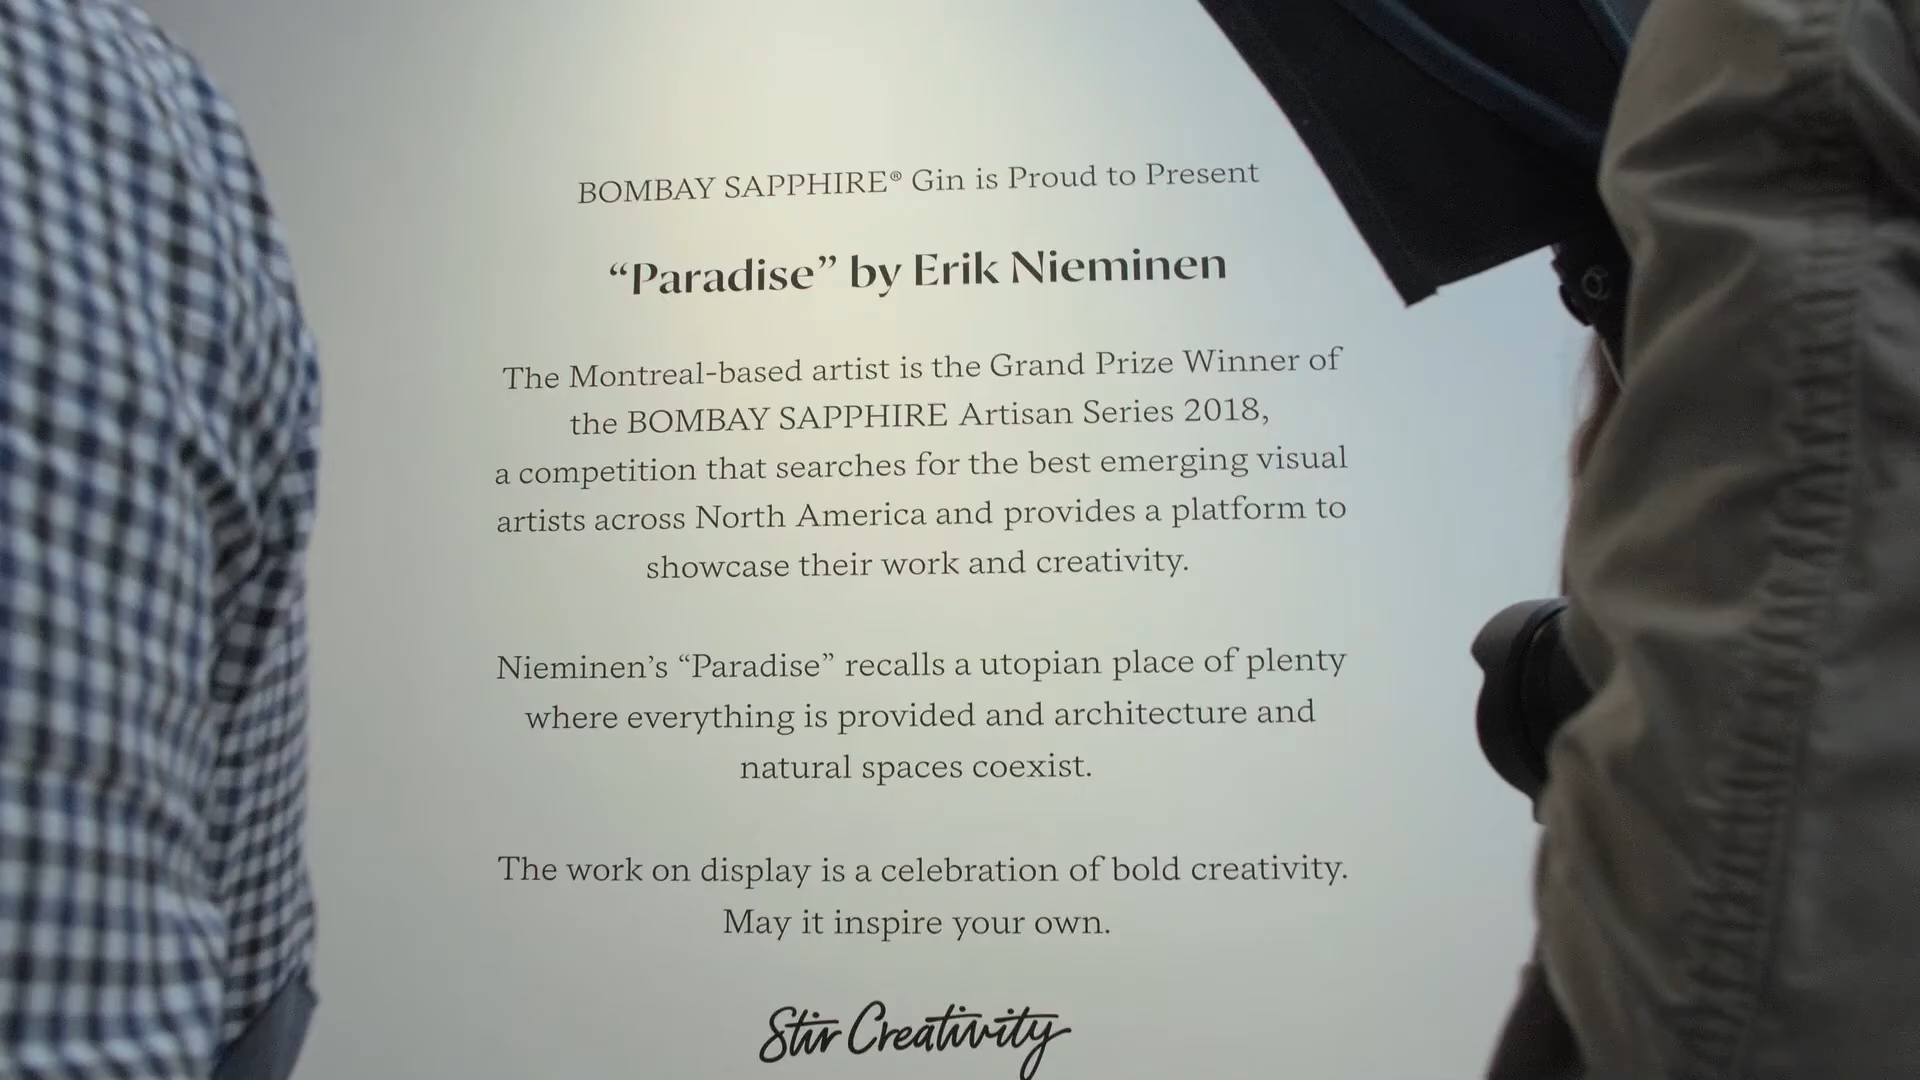 BOMBAY SAPPHIRE® Gin is Proud to Present
“Paradise” by Erik Nieminen
The Montreal-based artist is the Grand Prize Winner of
the BOMBAY SAPPHIRE Artisan Series 2018,
a competition that searches for the best emerging visual
artists across North America and provides a platform to
showcase their work and creativity.
Nieminen’s “Paradise” recalls a utopian place of plenty
where everything is provided and architecture and
natural spaces coexist.
The work on display is a celebration of bold creativity.
May it inspire your own.
Stir Creativity